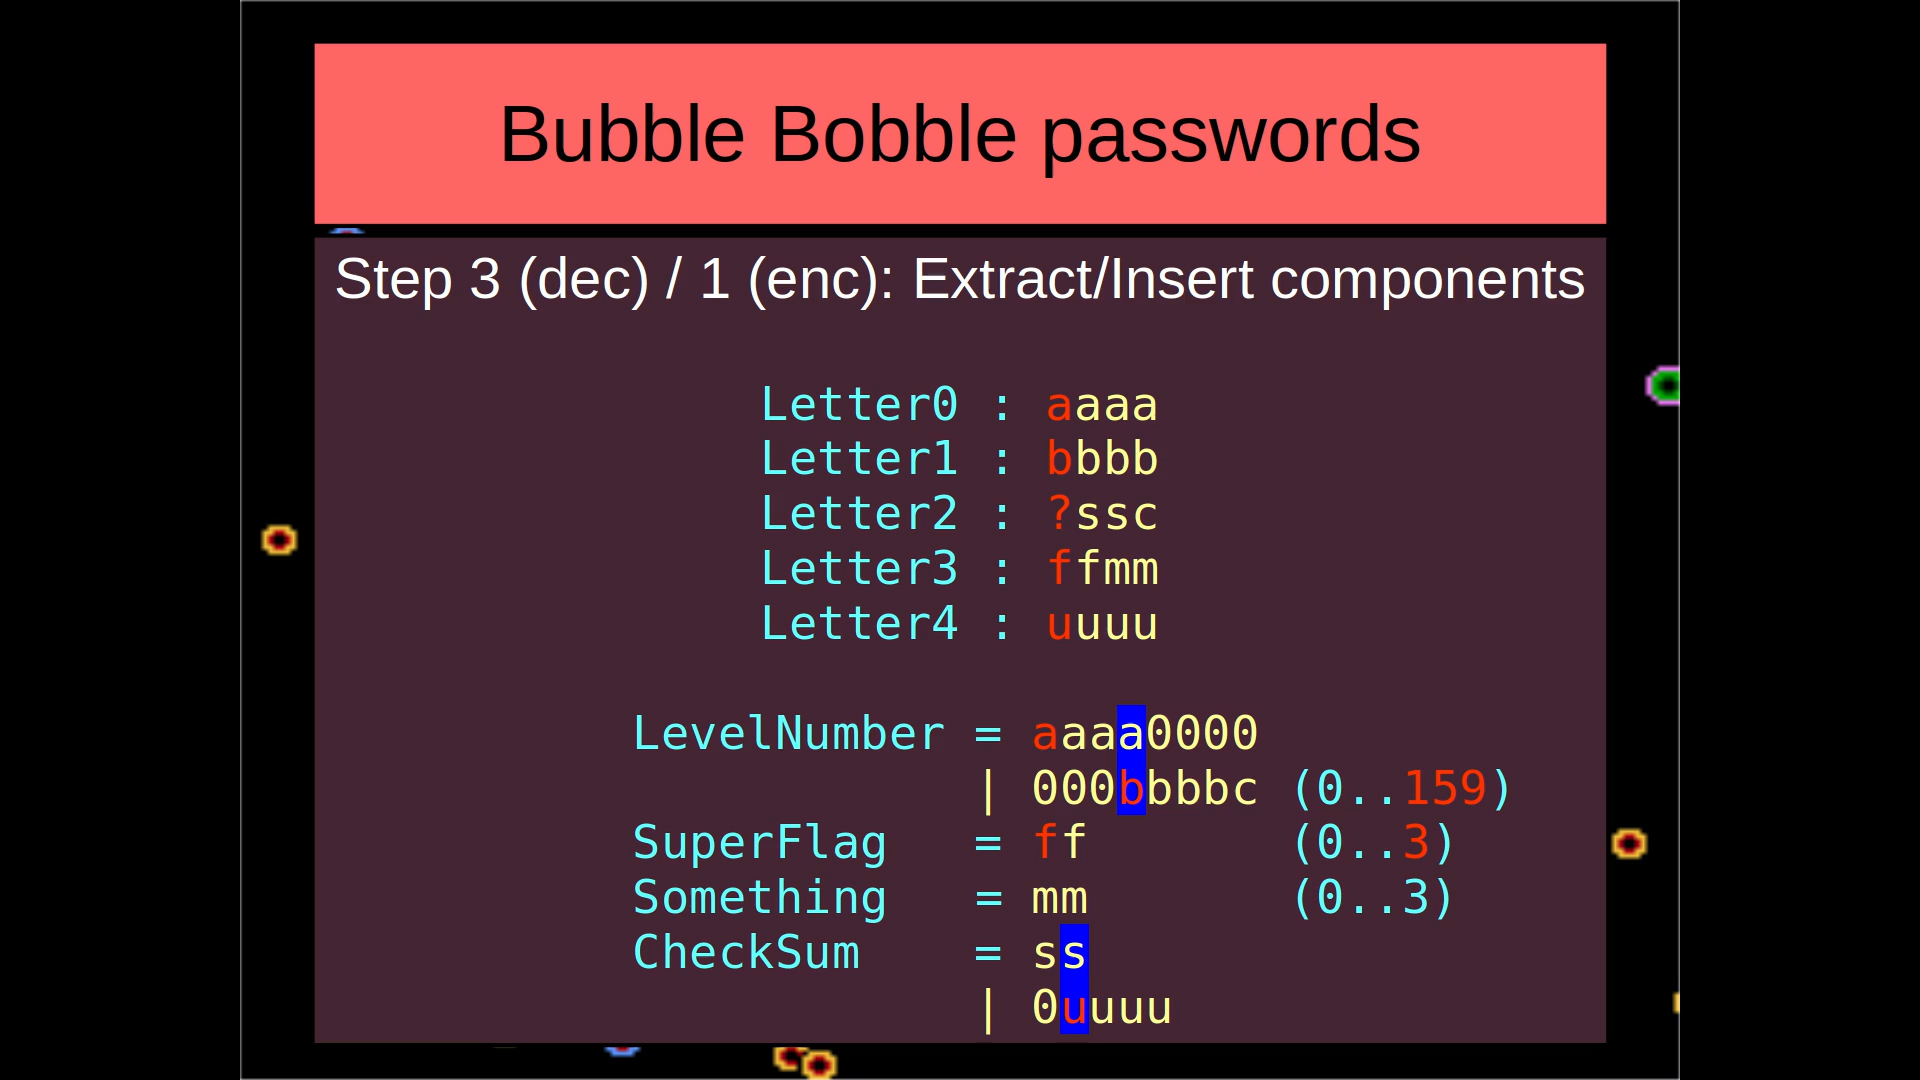 Bubble Bobble passwords
Step 3 (dec) / 1 (enc): Extract/Insert components
Letter0 : aaaa
Letter1 : bbbb
Letter2 : ?ssc
Letter3 : ffmm
Letter4 : uuuu
LevelNumber = aaaa0000
| 000bbbbc (0..159)
SuperFlag = ff (0..3)
Something = mm (0..3)
CheckSum = ss
| 0uuuu